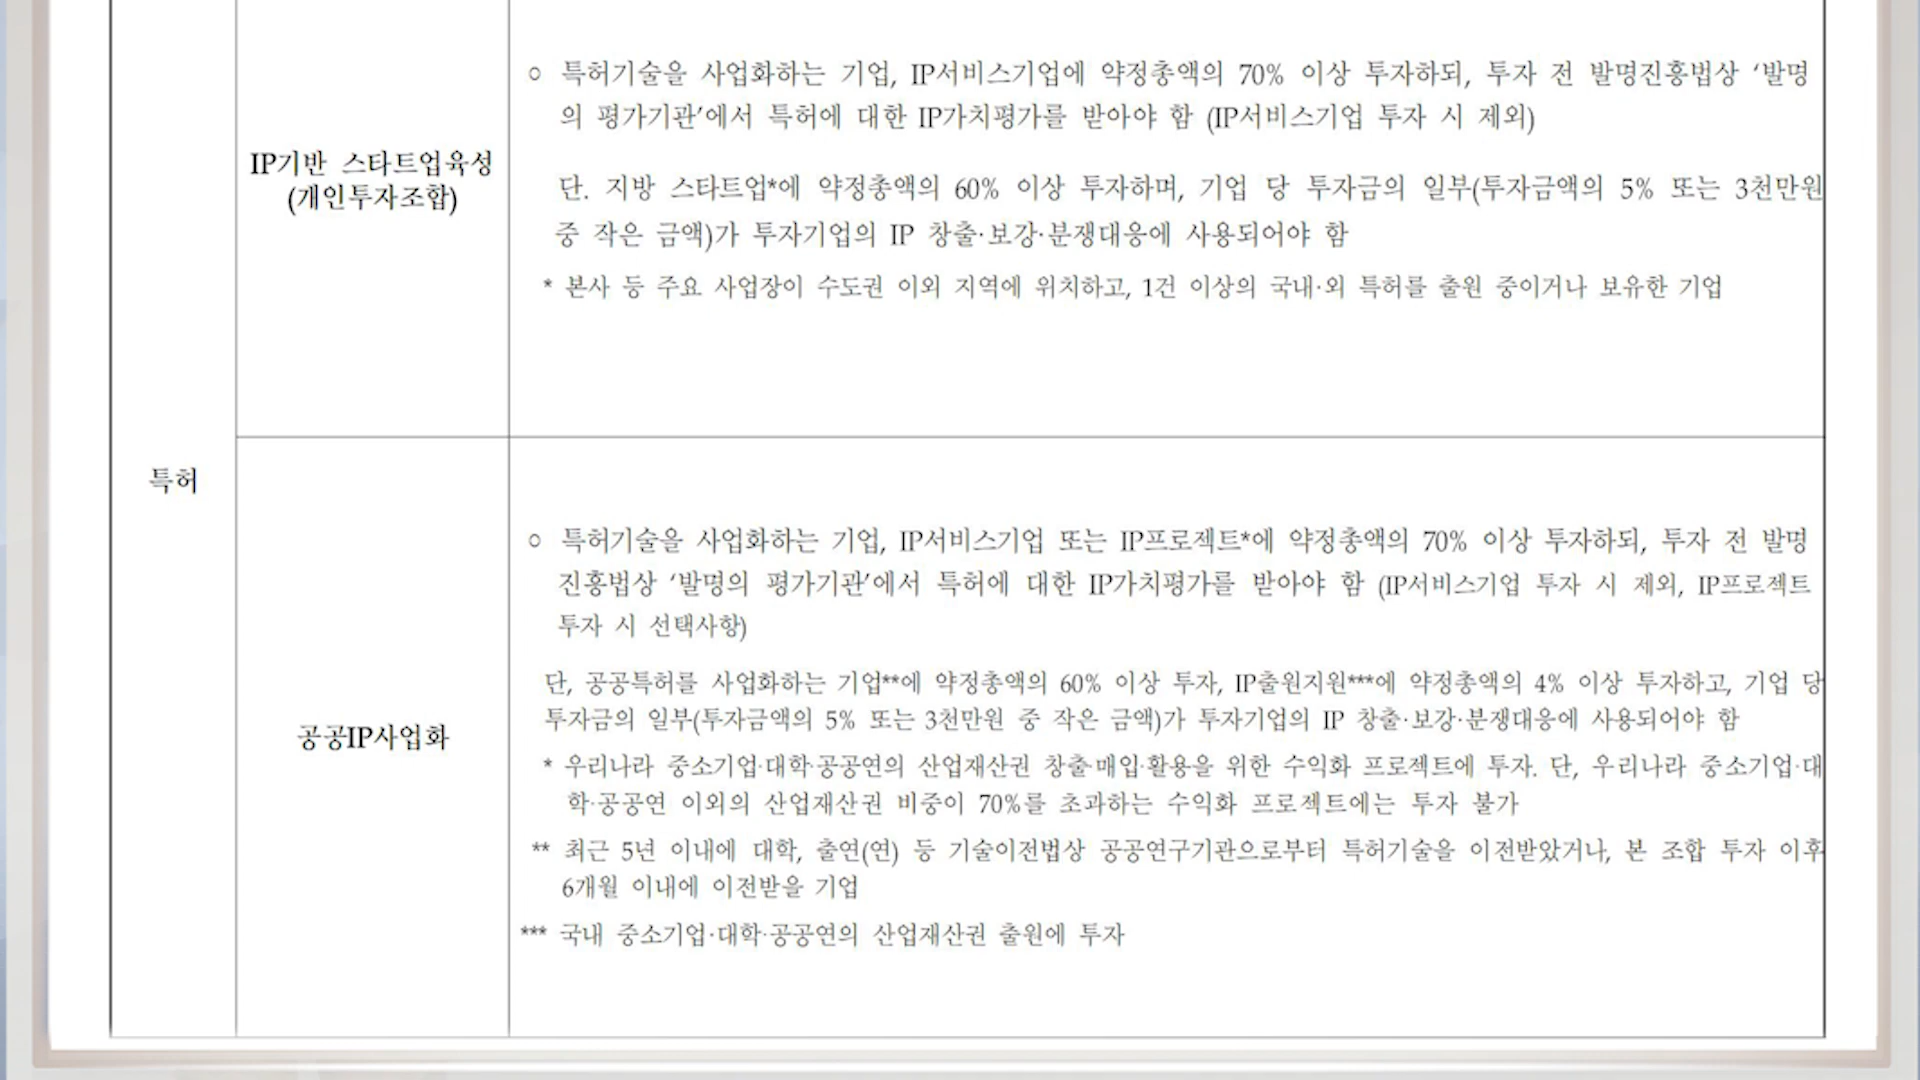 특허
IP기반 스타트업육성
(개인투자조합)
○ 특허기술을 사업화하는 기업, IP서비스기업에 약정총액의 70% 이상 투자하되, 투자 전 발명진흥법상 ‘발명
의 평가기관’에서 특허에 대한 IP가치평가를 받아야 함 (IP서비스기업 투자 시 제외)
단. 지방 스타트업*에 약정총액의 60% 이상 투자하며, 기업 당 투자금의 일부(투자금액의 5% 또는 3천만원
중 작은 금액)가 투자기업의 IP 창출·보강·분쟁대응에 사용되어야 함
* 본사 등 주요 사업장이 수도권 이외 지역에 위치하고, 1건 이상의 국내·외 특허를 출원 중이거나 보유한 기업
공공IP사업화
○ 특허기술을 사업화하는 기업, IP서비스기업 또는 IP프로젝트*에 약정총액의 70% 이상 투자하되, 투자 전 발명
진흥법상 ‘발명의 평가기관’에서 특허에 대한 IP가치평가를 받아야 함 (IP서비스기업 투자 시 제외, IP프로젝트
투자 시 선택사항)
단, 공공특허를 사업화하는 기업**에 약정총액의 60% 이상 투자, IP출원지원***에 약정총액의 4% 이상 투자하고, 기업 당
투자금의 일부(투자금액의 5% 또는 3천만원 중 작은 금액)가 투자기업의 IP 창출·보강·분쟁대응에 사용되어야 함
* 우리나라 중소기업·대학·공공연의 산업재산권 창출·매입·활용을 위한 수익화 프로젝트에 투자. 단, 우리나라 중소기업·대
학·공공연 이외의 산업재산권 비중이 70%를 초과하는 수익화 프로젝트에는 투자 불가
** 최근 5년 이내에 대학, 출연(연) 등 기술이전법상 공공연구기관으로부터 특허기술을 이전받았거나, 본 조합 투자 이후
6개월 이내에 이전받을 기업
*** 국내 중소기업·대학·공공연의 산업재산권 출원에 투자